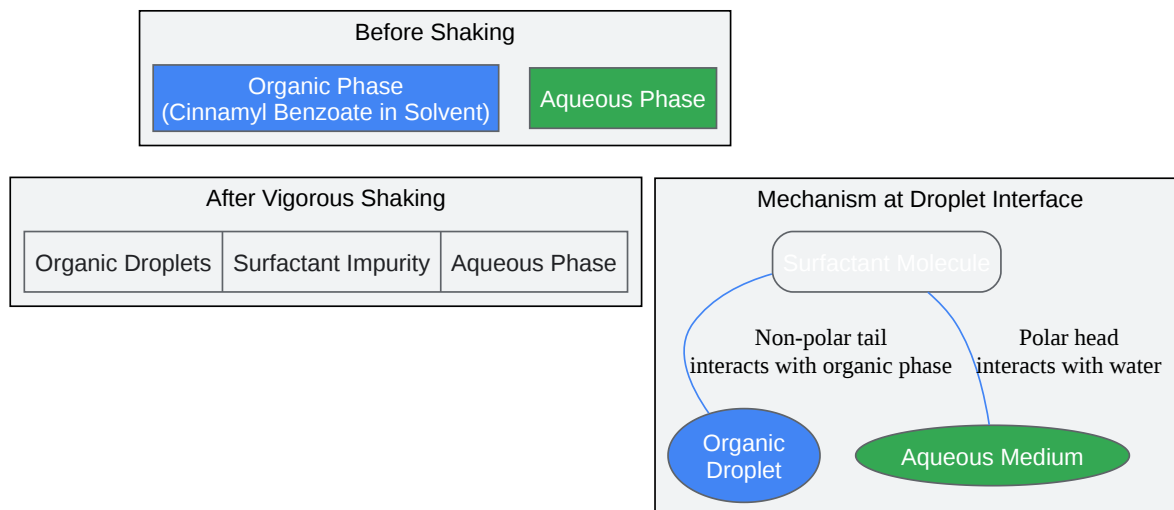 Before Shaking
Organic Phase
(Cinnamyl Benzoate in Solvent)
Aqueous Phase
After Vigorous Shaking
Organic Droplets
Surfactant Impurity
Aqueous Phase
Mechanism at Droplet Interface
Surfactant Molecule
Non-polar tail
interacts with organic phase
Polar head
interacts with water
Organic
Droplet
Aqueous Medium